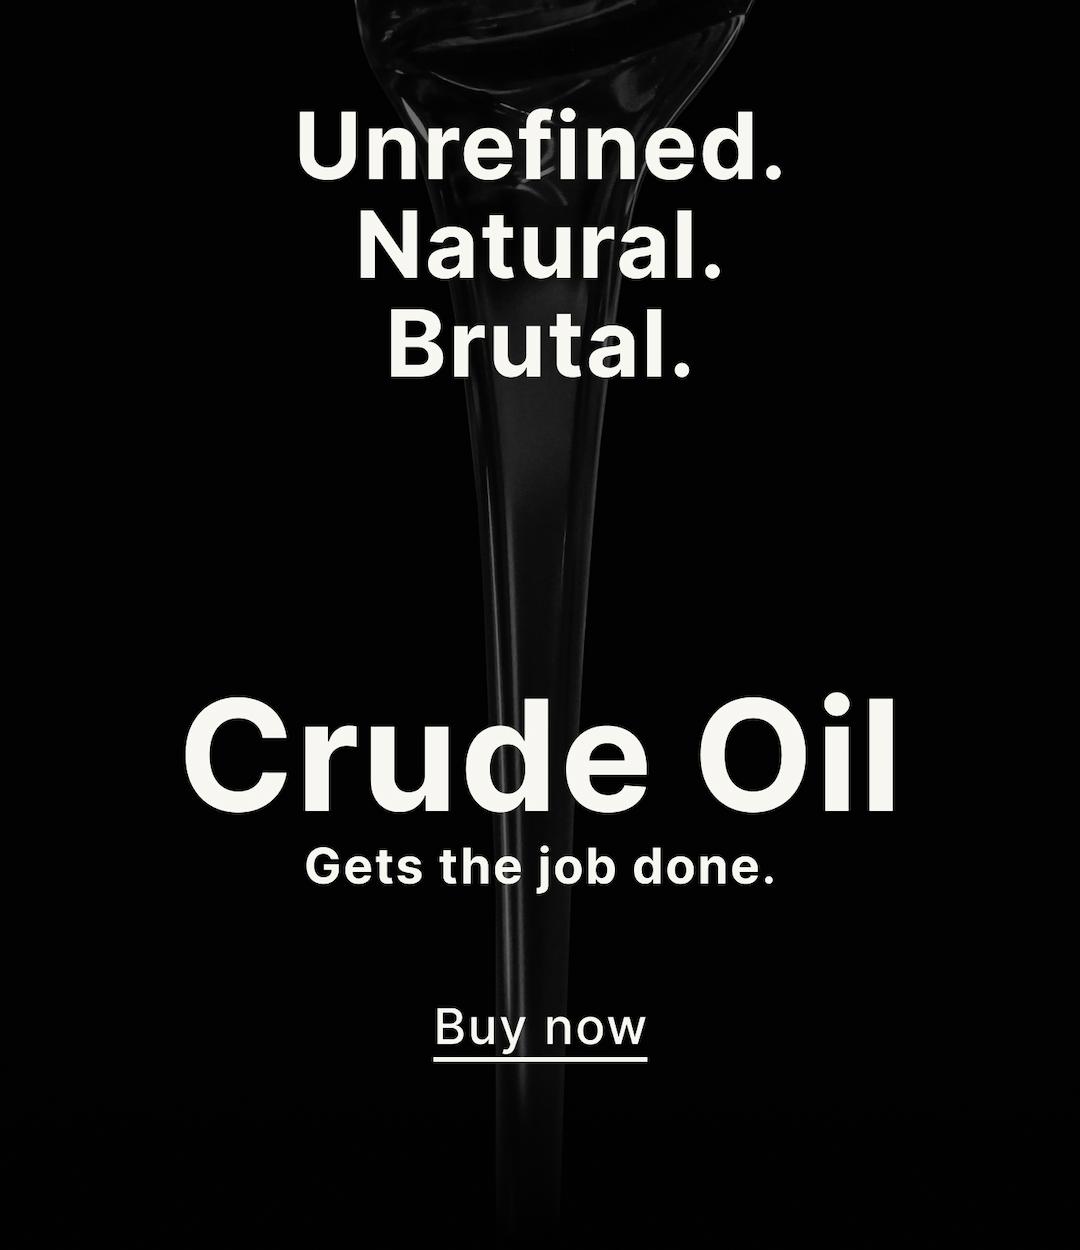 Unrefined.
Natural.
Brutal.
Crude Oil
Gets the job done.
Buy now